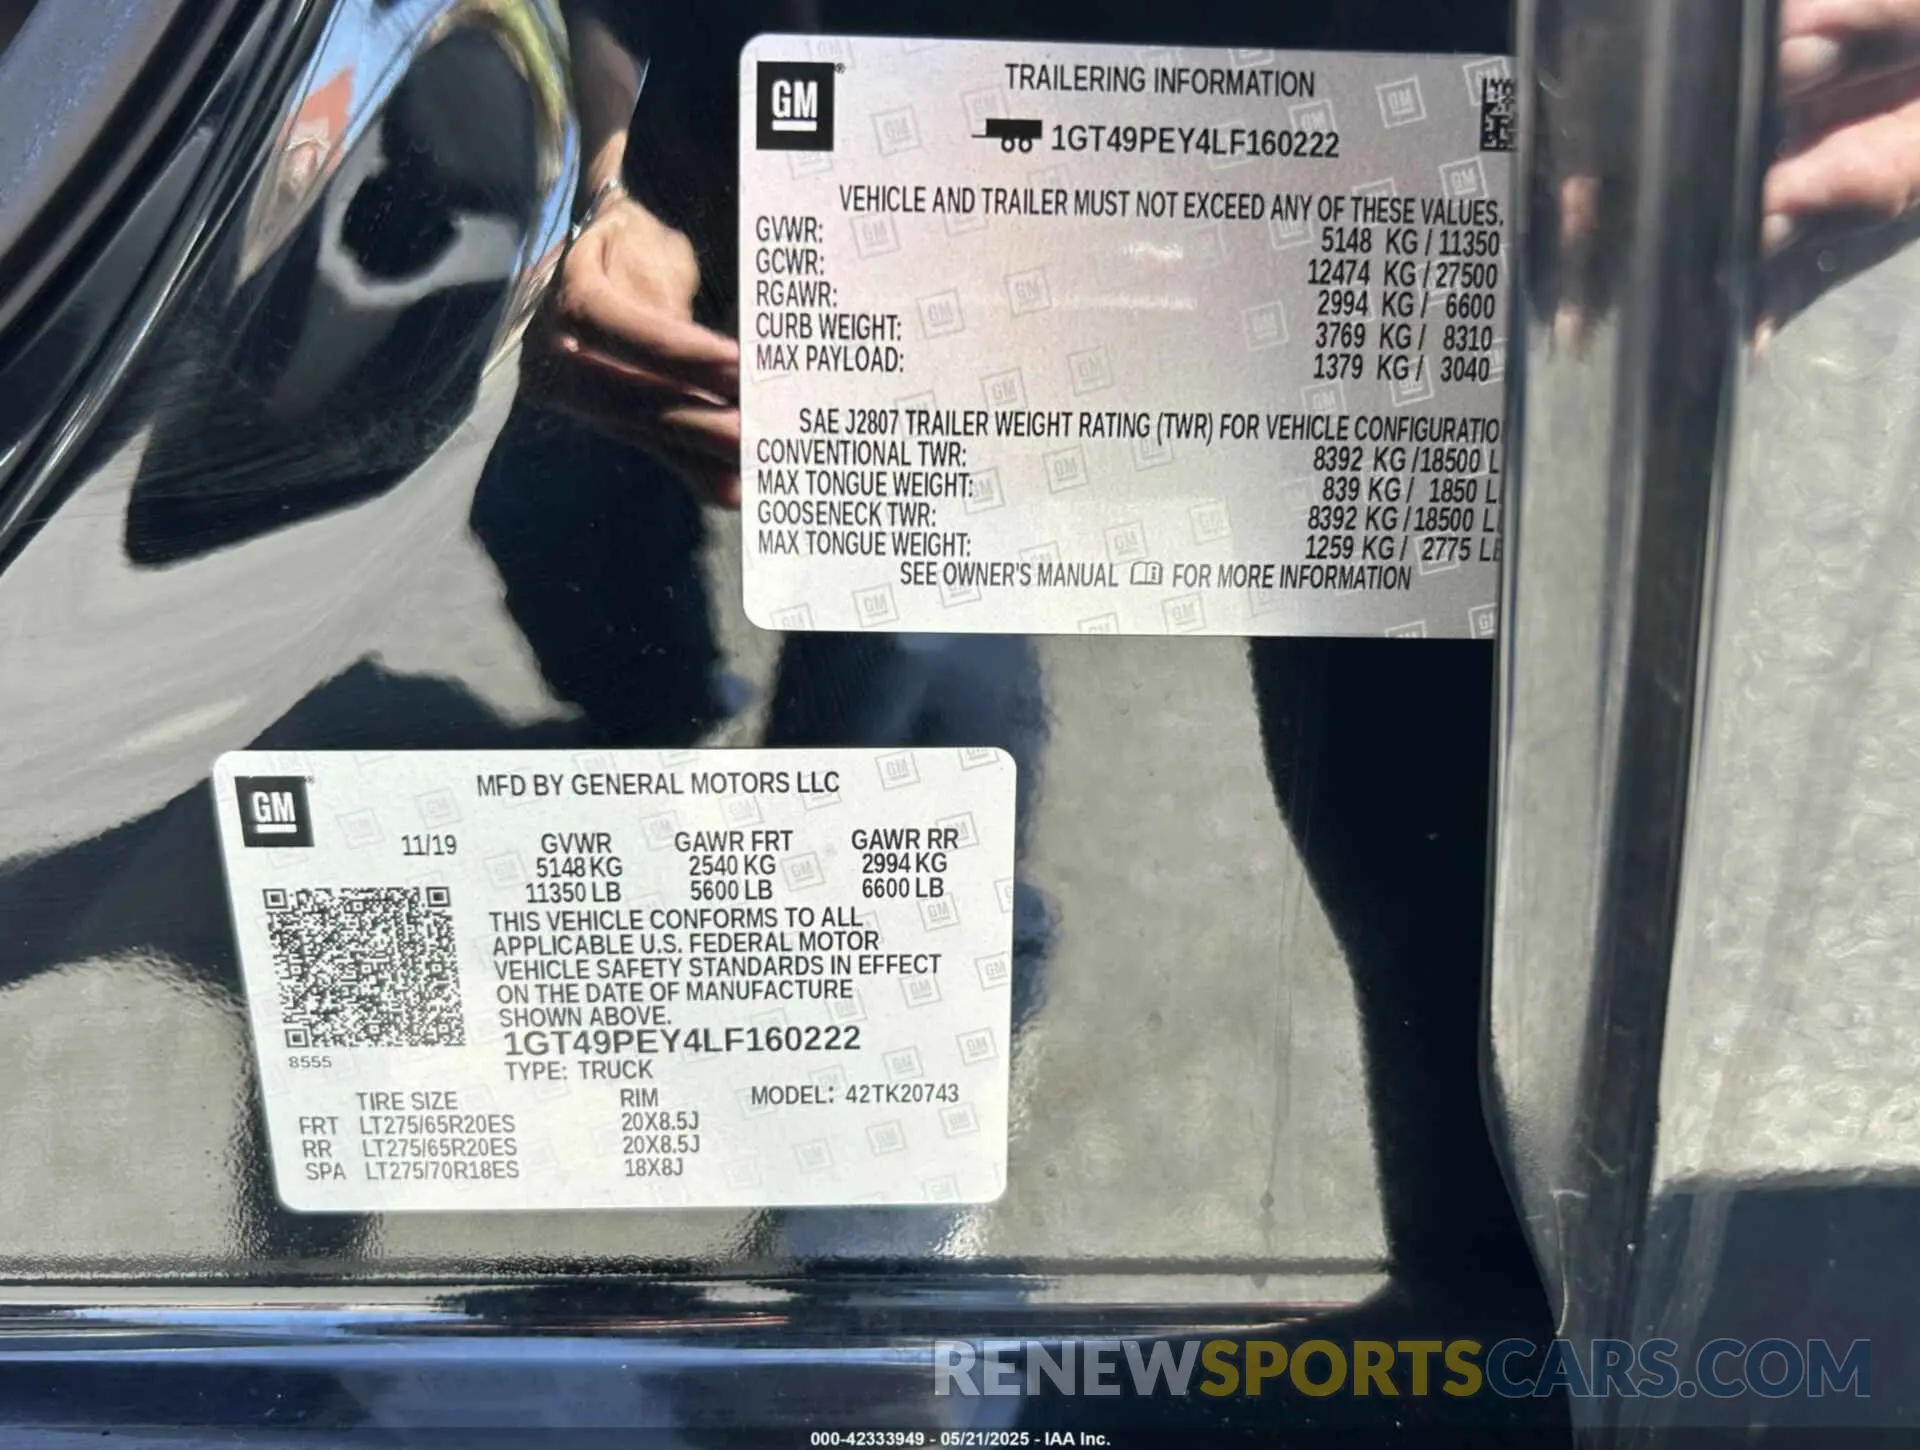 GM
TRAILERING INFORMATION
1GT49PEY4LF160222
VEHICLE AND TRAILER MUST NOT EXCEED ANY OF THESE VALUES.
GVWR: 5148 KG / 11350
GCWR: 12474 KG / 27500
RGAWR: 2994 KG / 6600
CURB WEIGHT: 3769 KG / 8310
MAX PAYLOAD: 1379 KG / 3040
SAE J2807 TRAILER WEIGHT RATING (TWR) FOR VEHICLE CONFIGURATIO
CONVENTIONAL TWR: 8392 KG /18500 L
MAX TONGUE WEIGHT: 839 KG / 1850 L
GOOSENECK TWR: 8392 KG /18500 L
MAX TONGUE WEIGHT: 1259 KG / 2775 LB
SEE OWNER'S MANUAL FOR MORE INFORMATION
GM
MFD BY GENERAL MOTORS LLC
11/19 GVWR GAWR FRT GAWR RR
5148 KG 2540 KG 2994 KG
11350 LB 5600 LB 6600 LB
THIS VEHICLE CONFORMS TO ALL
APPLICABLE U.S. FEDERAL MOTOR
VEHICLE SAFETY STANDARDS IN EFFECT
ON THE DATE OF MANUFACTURE
SHOWN ABOVE.
1GT49PEY4LF160222
8555
TYPE: TRUCK
TIRE SIZE RIM MODEL: 42TK20743
FRT LT275/65R20ES 20X8.5J
RR LT275/65R20ES 20X8.5J
SPA LT275/70R18ES 18X8J
RENEWSPORTSCARS.COM
000-42333949 - 05/21/2025 - IAA Inc.